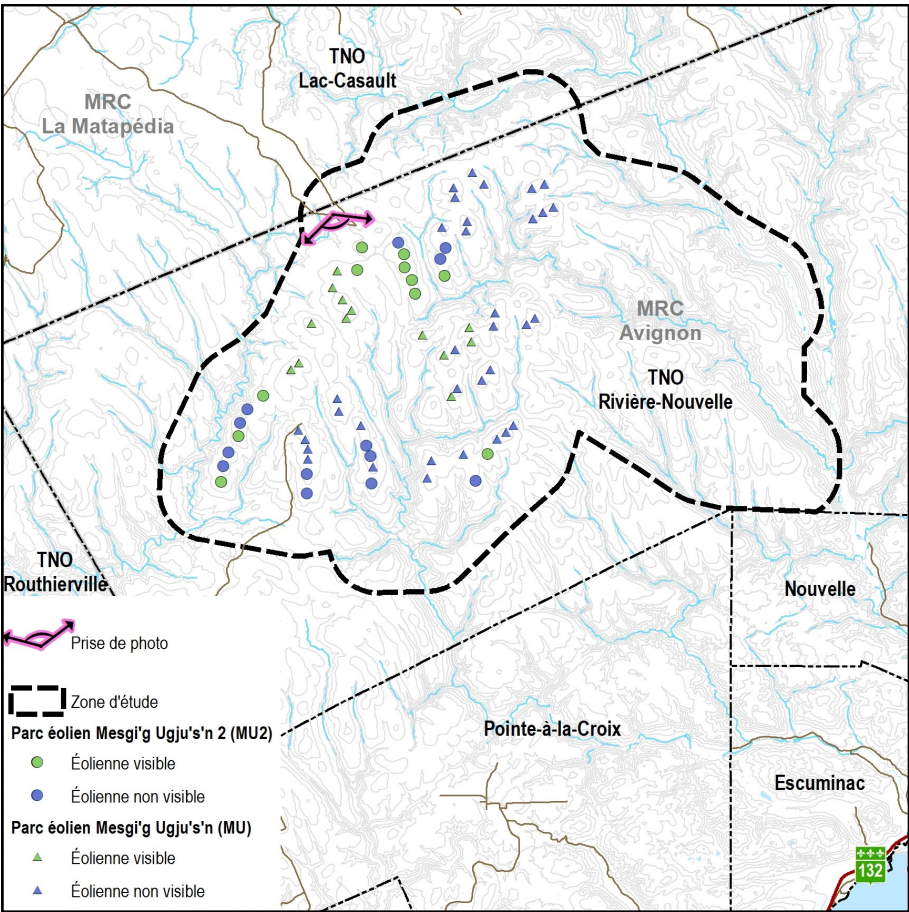 TNO
Lac-Casault
MRC
La Matapédia
MRC
Avignon
TNO
Rivière-Nouvelle
TNO
Routhierville
Nouvelle
Prise de photo
Zone d'étude
Parc éolien Mesgi'g Ugju's'n 2 (MU2)
Éolienne visible
Éolienne non visible
Parc éolien Mesgi'g Ugju's'n (MU)
Éolienne visible
Éolienne non visible
Pointe-à-la-Croix
Escuminac
132